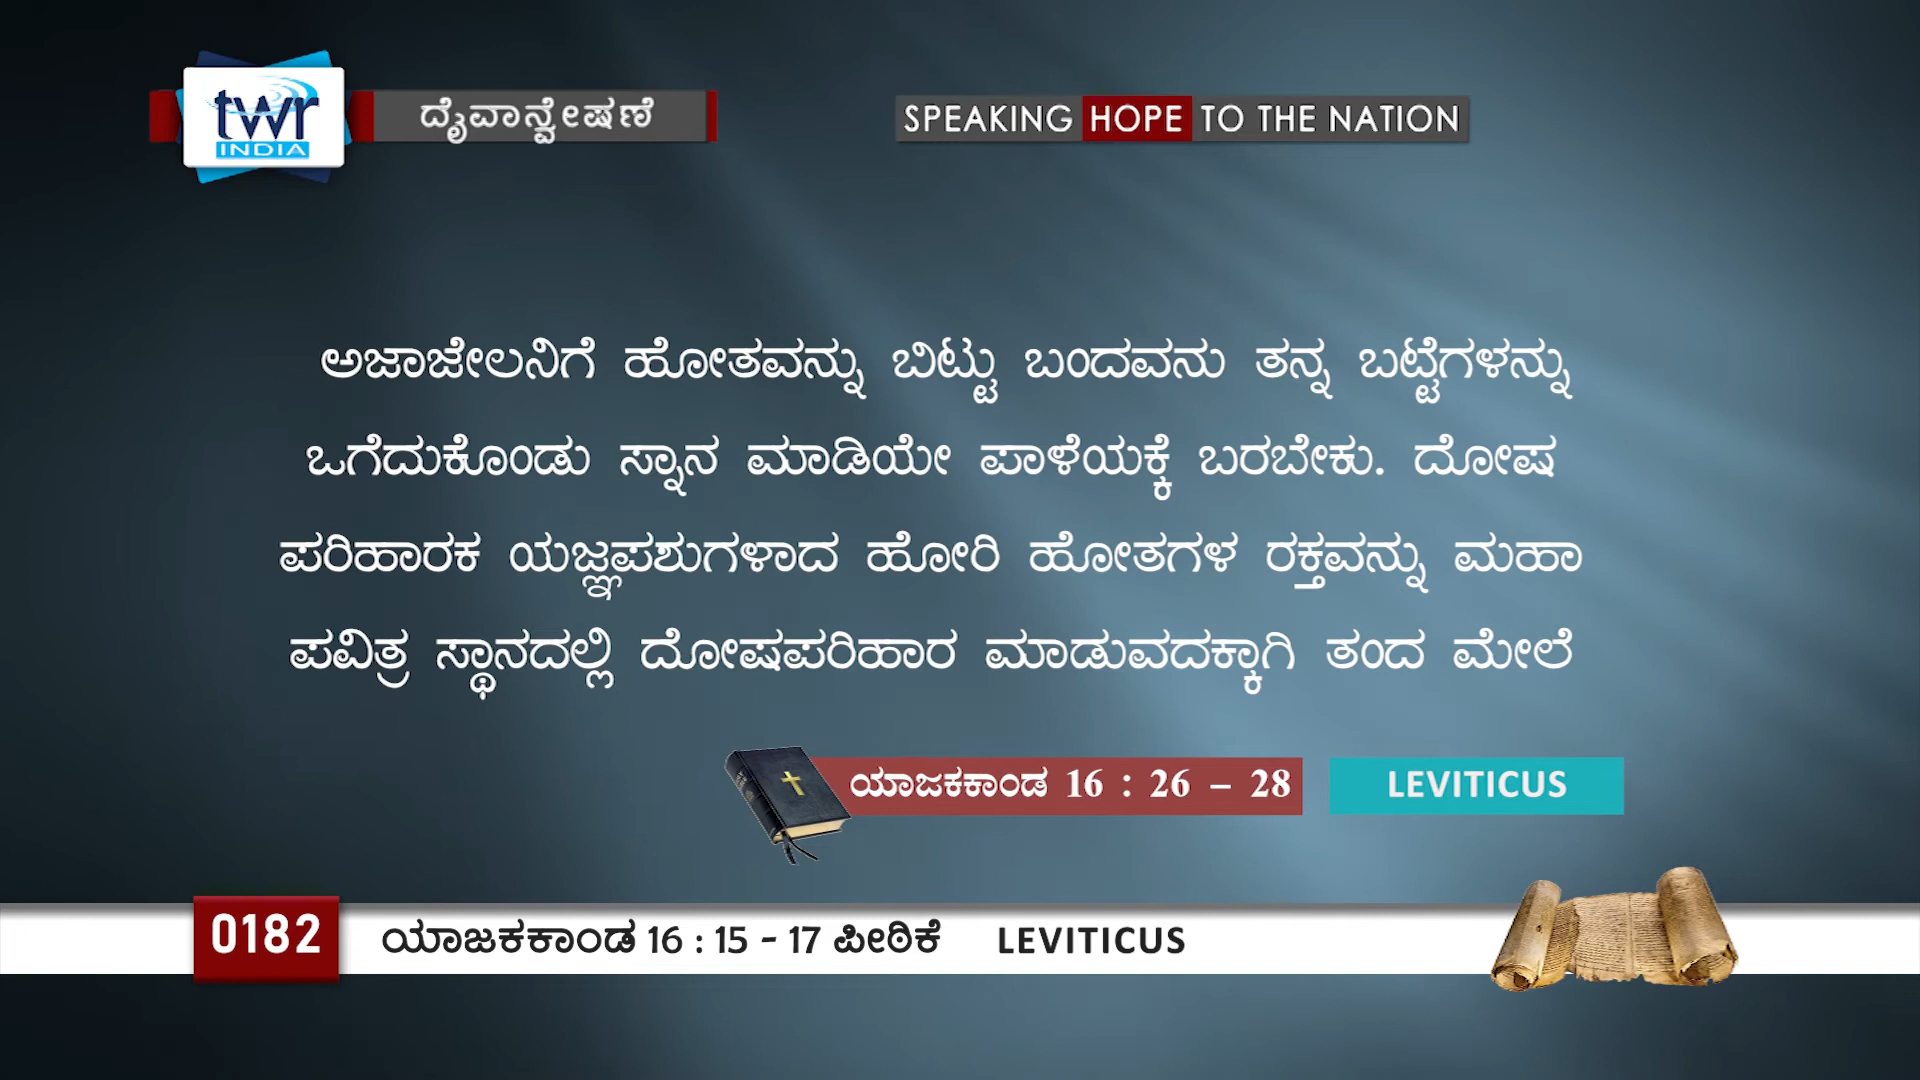 twr
INDIA
ದೈವಾನ್ವೇಷಣೆ
SPEAKING HOPE TO THE NATION
ಅಜಾಜೇಲನಿಗೆ ಹೋತವನ್ನು ಬಿಟ್ಟು ಬಂದವನು ತನ್ನ ಬಟ್ಟೆಗಳನ್ನು
ಒಗೆದುಕೊಂಡು ಸ್ನಾನ ಮಾಡಿಯೇ ಪಾಳೆಯಕ್ಕೆ ಬರಬೇಕು. ದೋಷ
ಪರಿಹಾರಕ ಯಜ್ಞಪಶುಗಳಾದ ಹೋರಿ ಹೋತಗಳ ರಕ್ತವನ್ನು ಮಹಾ
ಪವಿತ್ರ ಸ್ಥಾನದಲ್ಲಿ ದೋಷಪರಿಹಾರ ಮಾಡುವದಕ್ಕಾಗಿ ತಂದ ಮೇಲೆ
ಯಾಜಕಕಾಂಡ 16 : 26 – 28
LEVITICUS
0182
ಯಾಜಕಕಾಂಡ 16 : 15 - 17 ಪೀಠಿಕೆ LEVITICUS